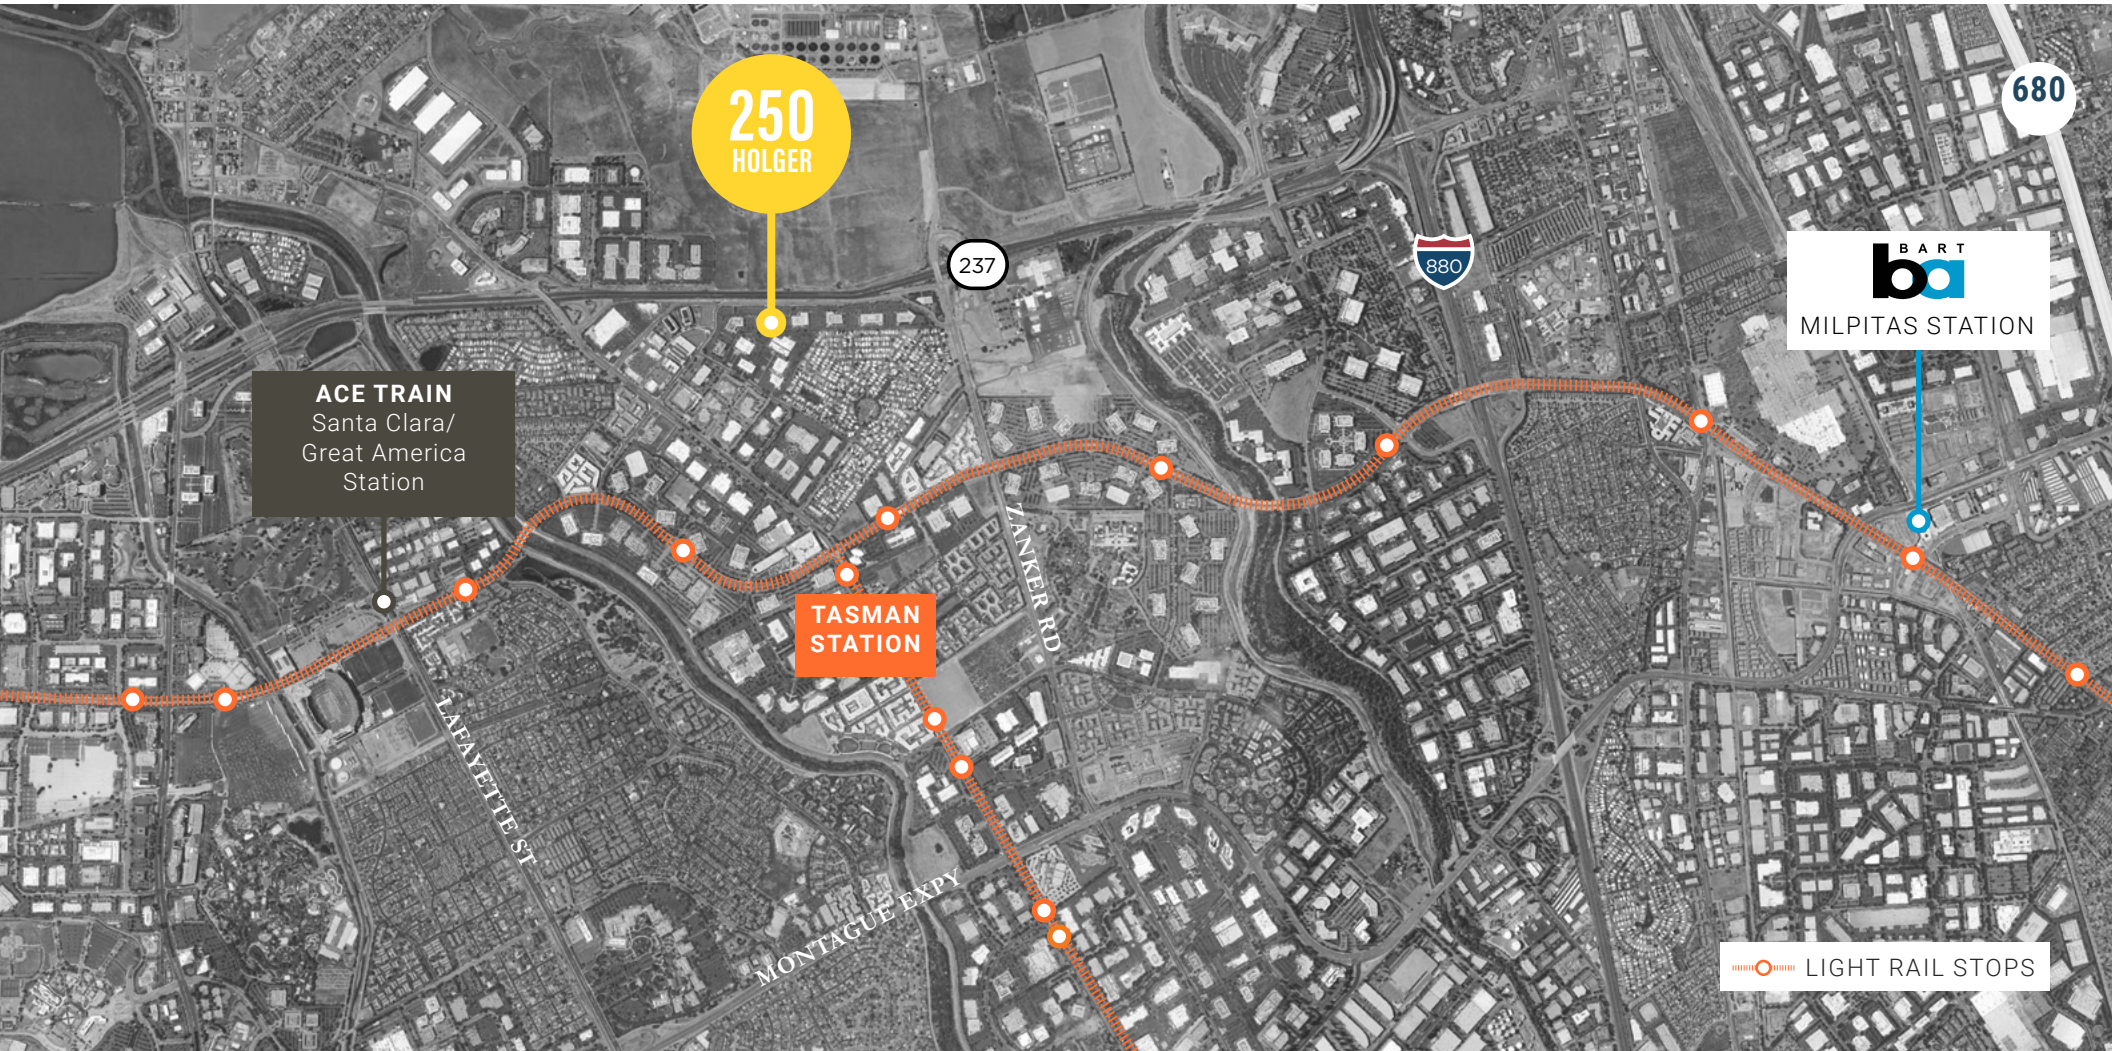 680
250
HOLGER
237
880
BART
ba
MILPITAS STATION
ACE TRAIN
Santa Clara/
Great America
Station
ZANKER RD
TASMAN
STATION
LAFAYETTE ST
MONTAGUE EXPY
LIGHT RAIL STOPS